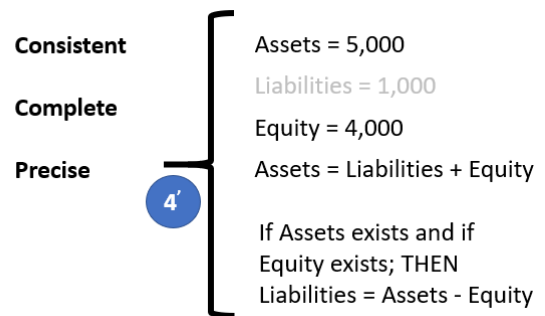 Consistent
Complete
Precise
4’
Assets = 5,000
Liabilities = 1,000
Equity = 4,000
Assets = Liabilities + Equity
If Assets exists and if
Equity exists; THEN
Liabilities = Assets - Equity